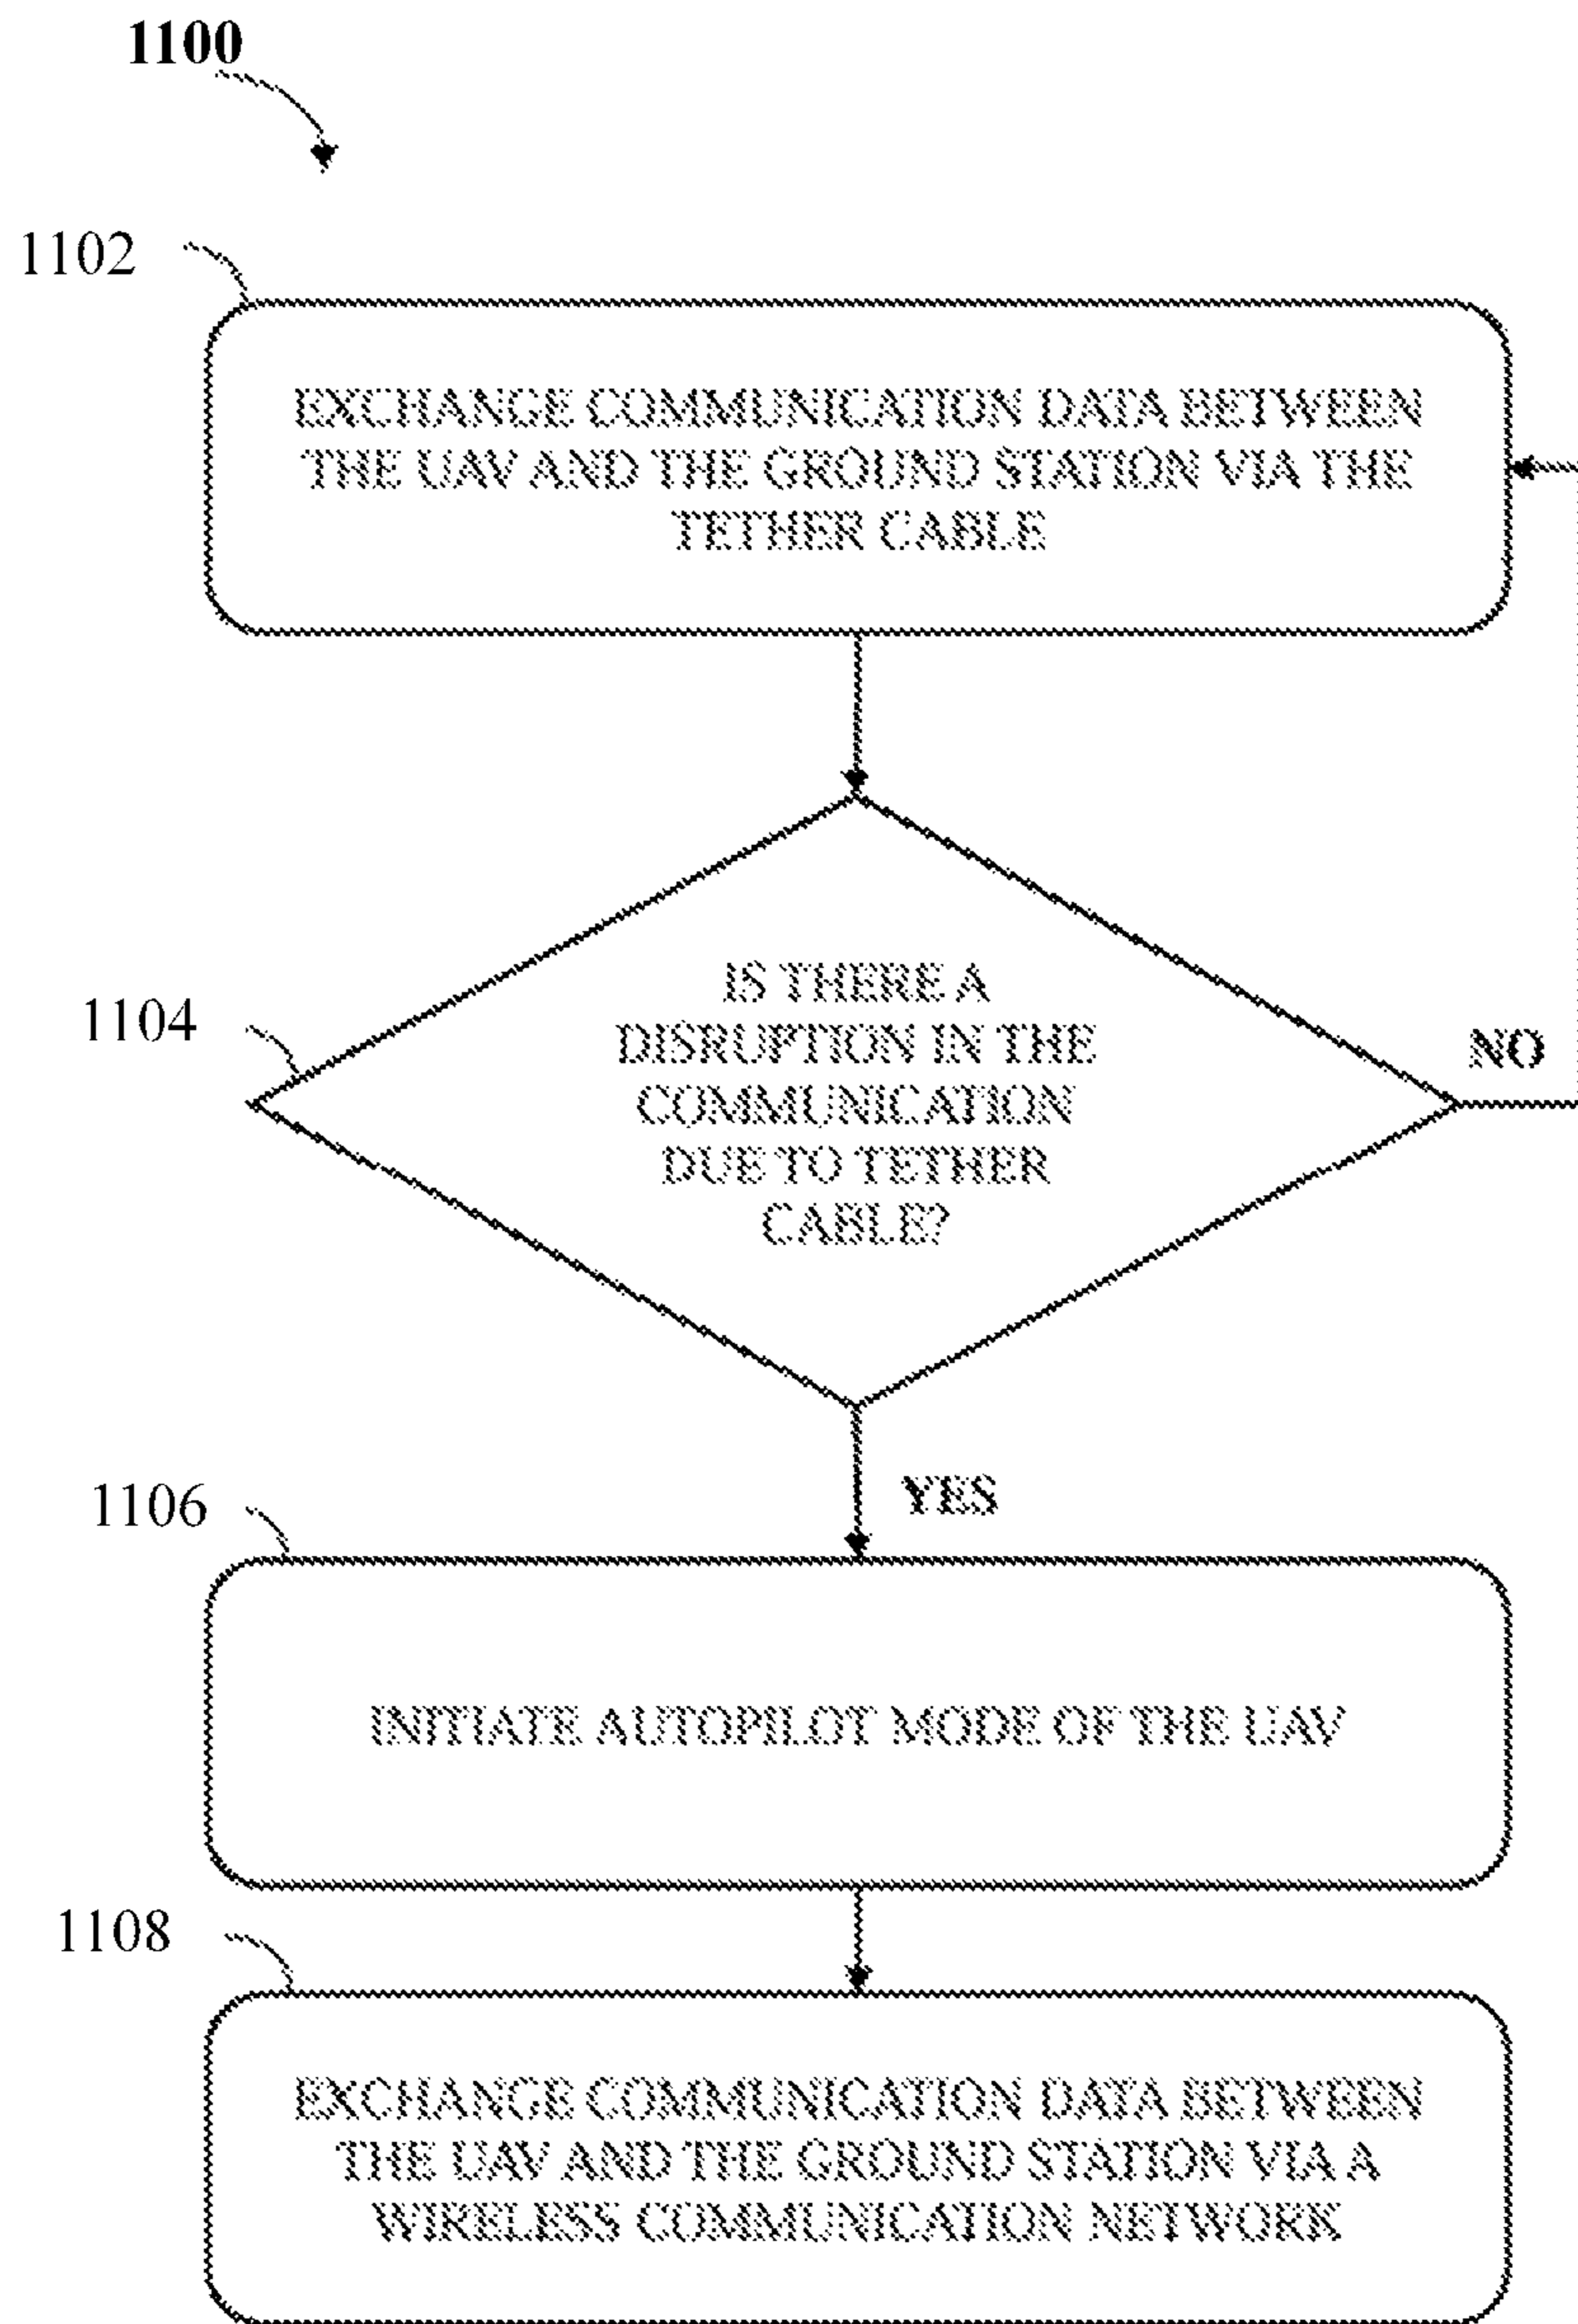 1100
1102
EXCHANGE COMMUNICATION DATA BETWEEN
THE UAV AND THE GROUND STATION VIA THE
TETHER CABLE
1104
IS THERE A
DISRUPTION IN THE
COMMUNICATION
DUE TO TETHER
CABLE?
NO
YES
1106
INITIATE AUTOPILOT MODE OF THE UAV
1108
EXCHANGE COMMUNICATION DATA BETWEEN
THE UAV AND THE GROUND STATION VIA A
WIRELESS COMMUNICATION NETWORK